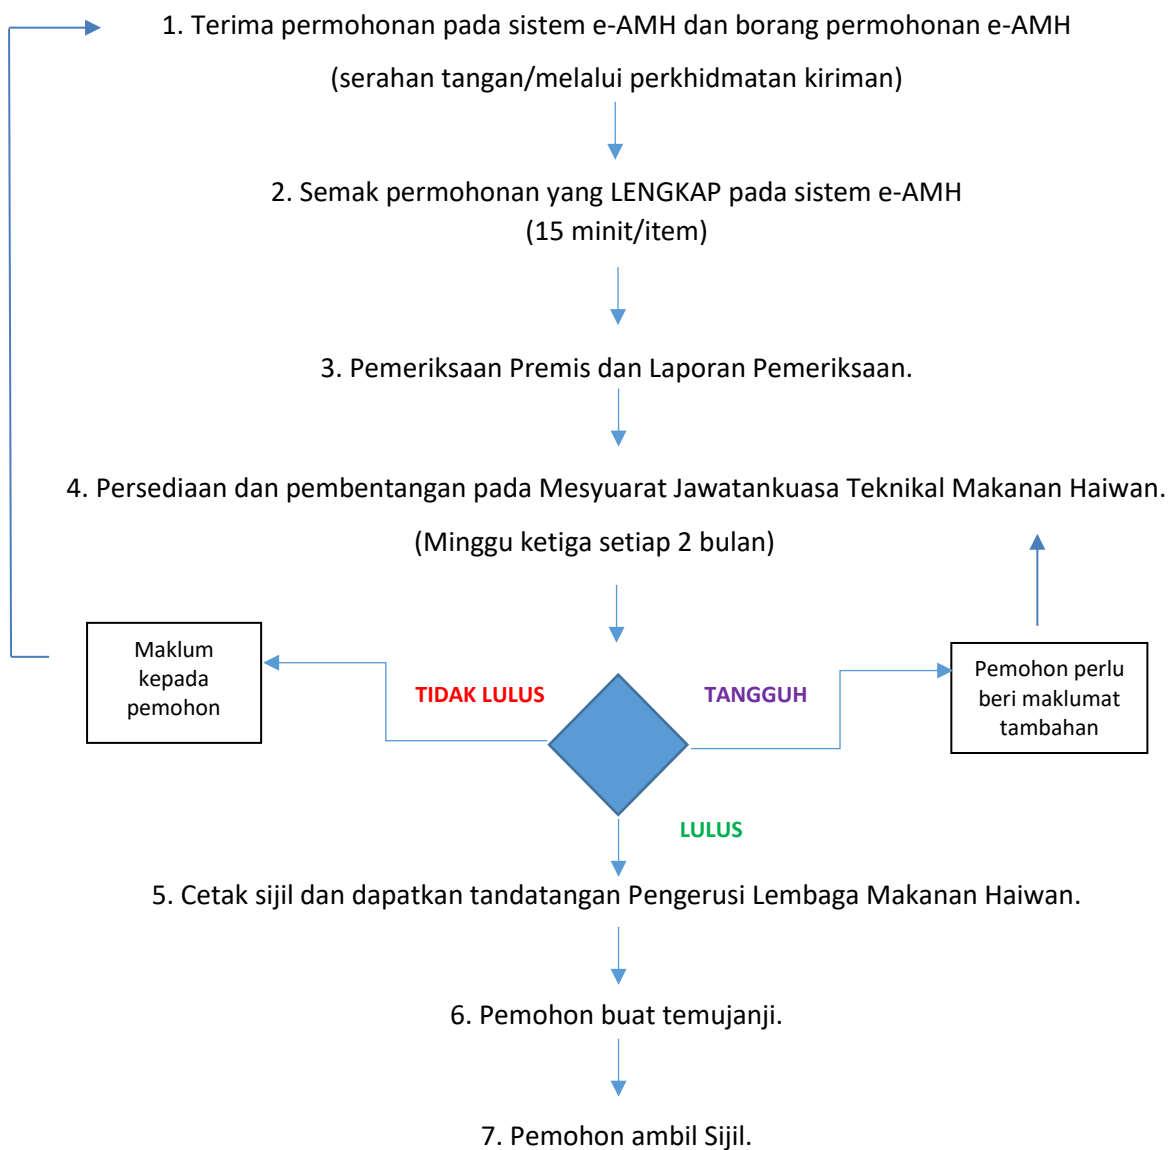 1. Terima permohonan pada sistem e-AMH dan borang permohonan e-AMH
(serahan tangan/melalui perkhidmatan kiriman)
2. Semak permohonan yang LENGKAP pada sistem e-AMH
(15 minit/item)
3. Pemeriksaan Premis dan Laporan Pemeriksaan.
4. Persediaan dan pembentangan pada Mesyuarat Jawatankuasa Teknikal Makanan Haiwan.
(Minggu ketiga setiap 2 bulan)
Maklum
kepada
pemohon
TIDAK LULUS
TANGGUH
Pemohon perlu
beri maklumat
tambahan
LULUS
5. Cetak sijil dan dapatkan tandatangan Pengerusi Lembaga Makanan Haiwan.
6. Pemohon buat temujanji.
7. Pemohon ambil Sijil.